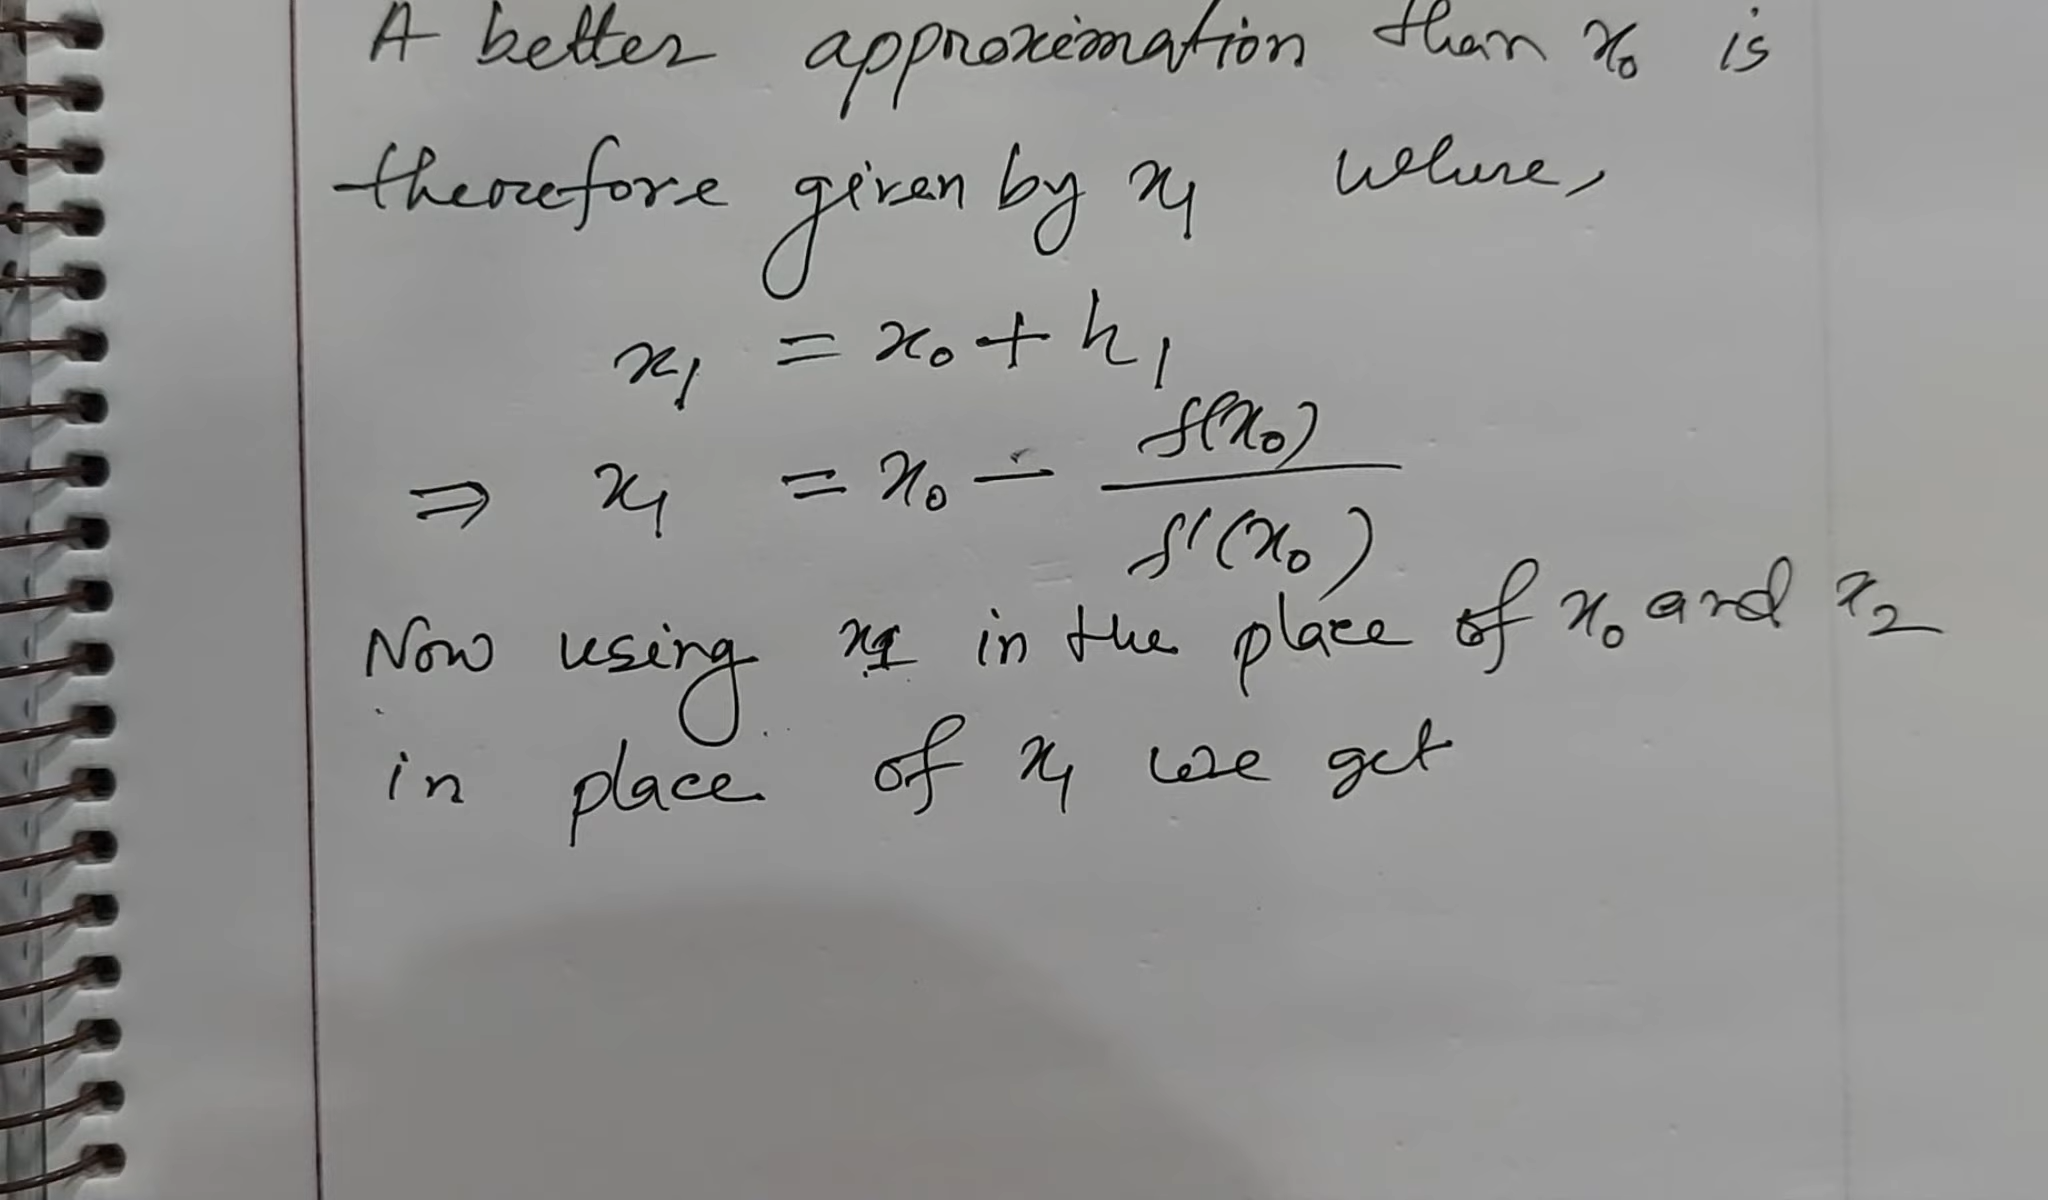 A better approximation than x₀ is
therefore given by x₁ where,
x₁ = x₀ + h₁
⇒ x₁ = x₀ - f(x₀) / f'(x₀)
Now using x₁ in the place of x₀ and x₂
in place of x₁ we get